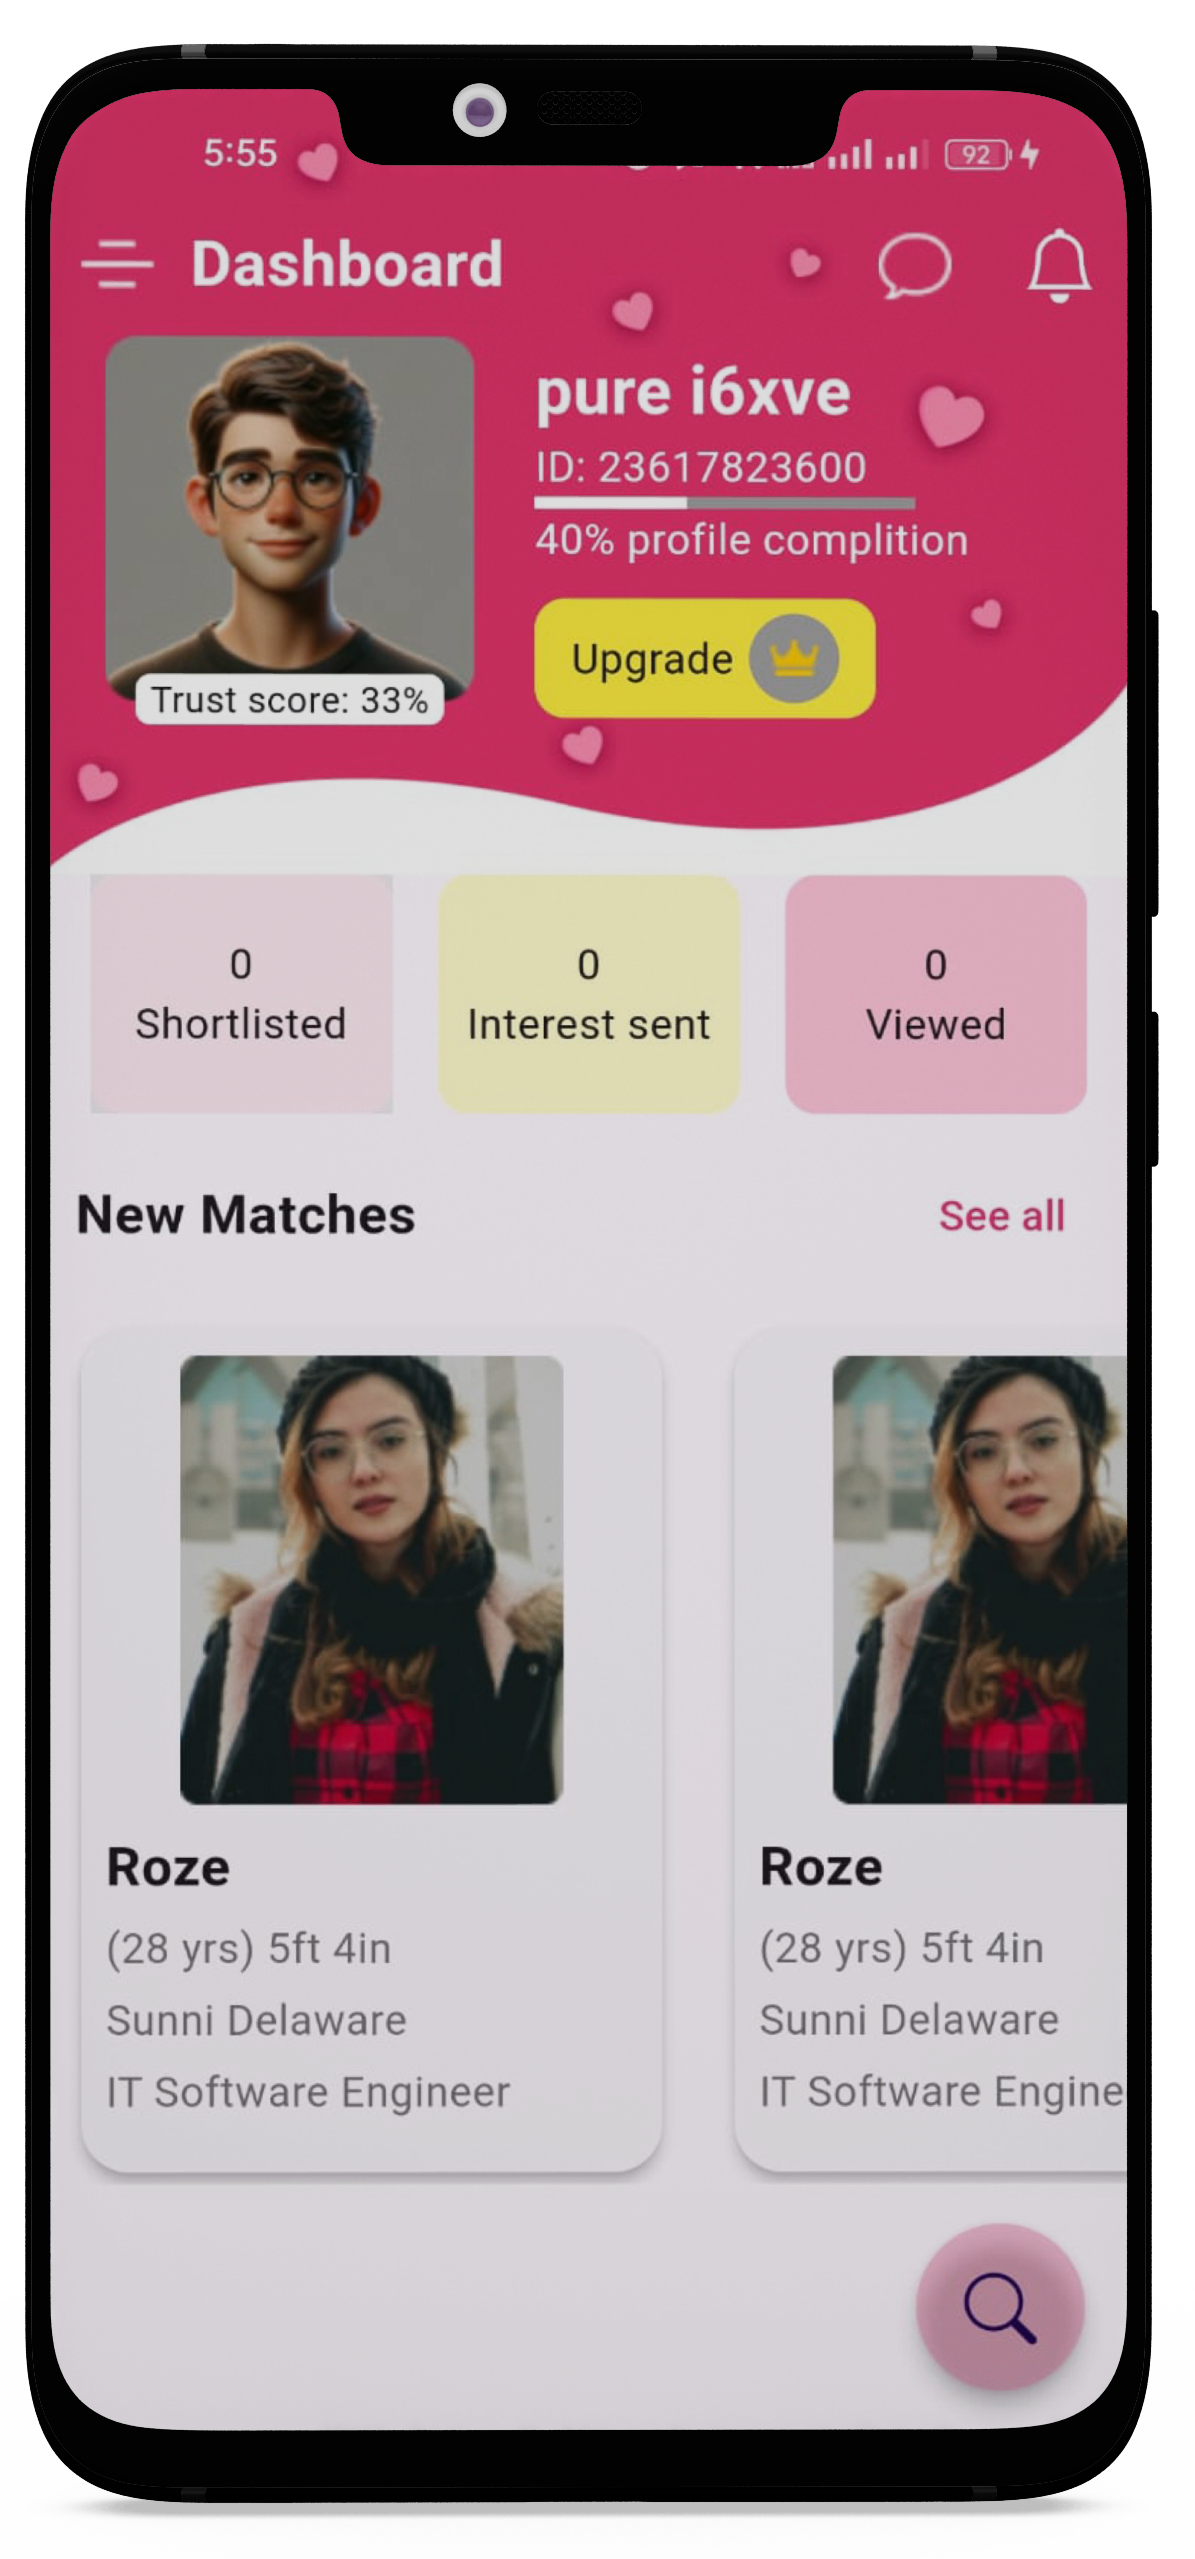 5:55
92
Dashboard
pure i6xve
ID: 23617823600
40% profile complition
Upgrade
Trust score: 33%
0
Shortlisted
0
Interest sent
0
Viewed
New Matches
See all
Roze
(28 yrs) 5ft 4in
Sunni Delaware
IT Software Engineer
Roze
(28 yrs) 5ft 4in
Sunni Delaware
IT Software Engine